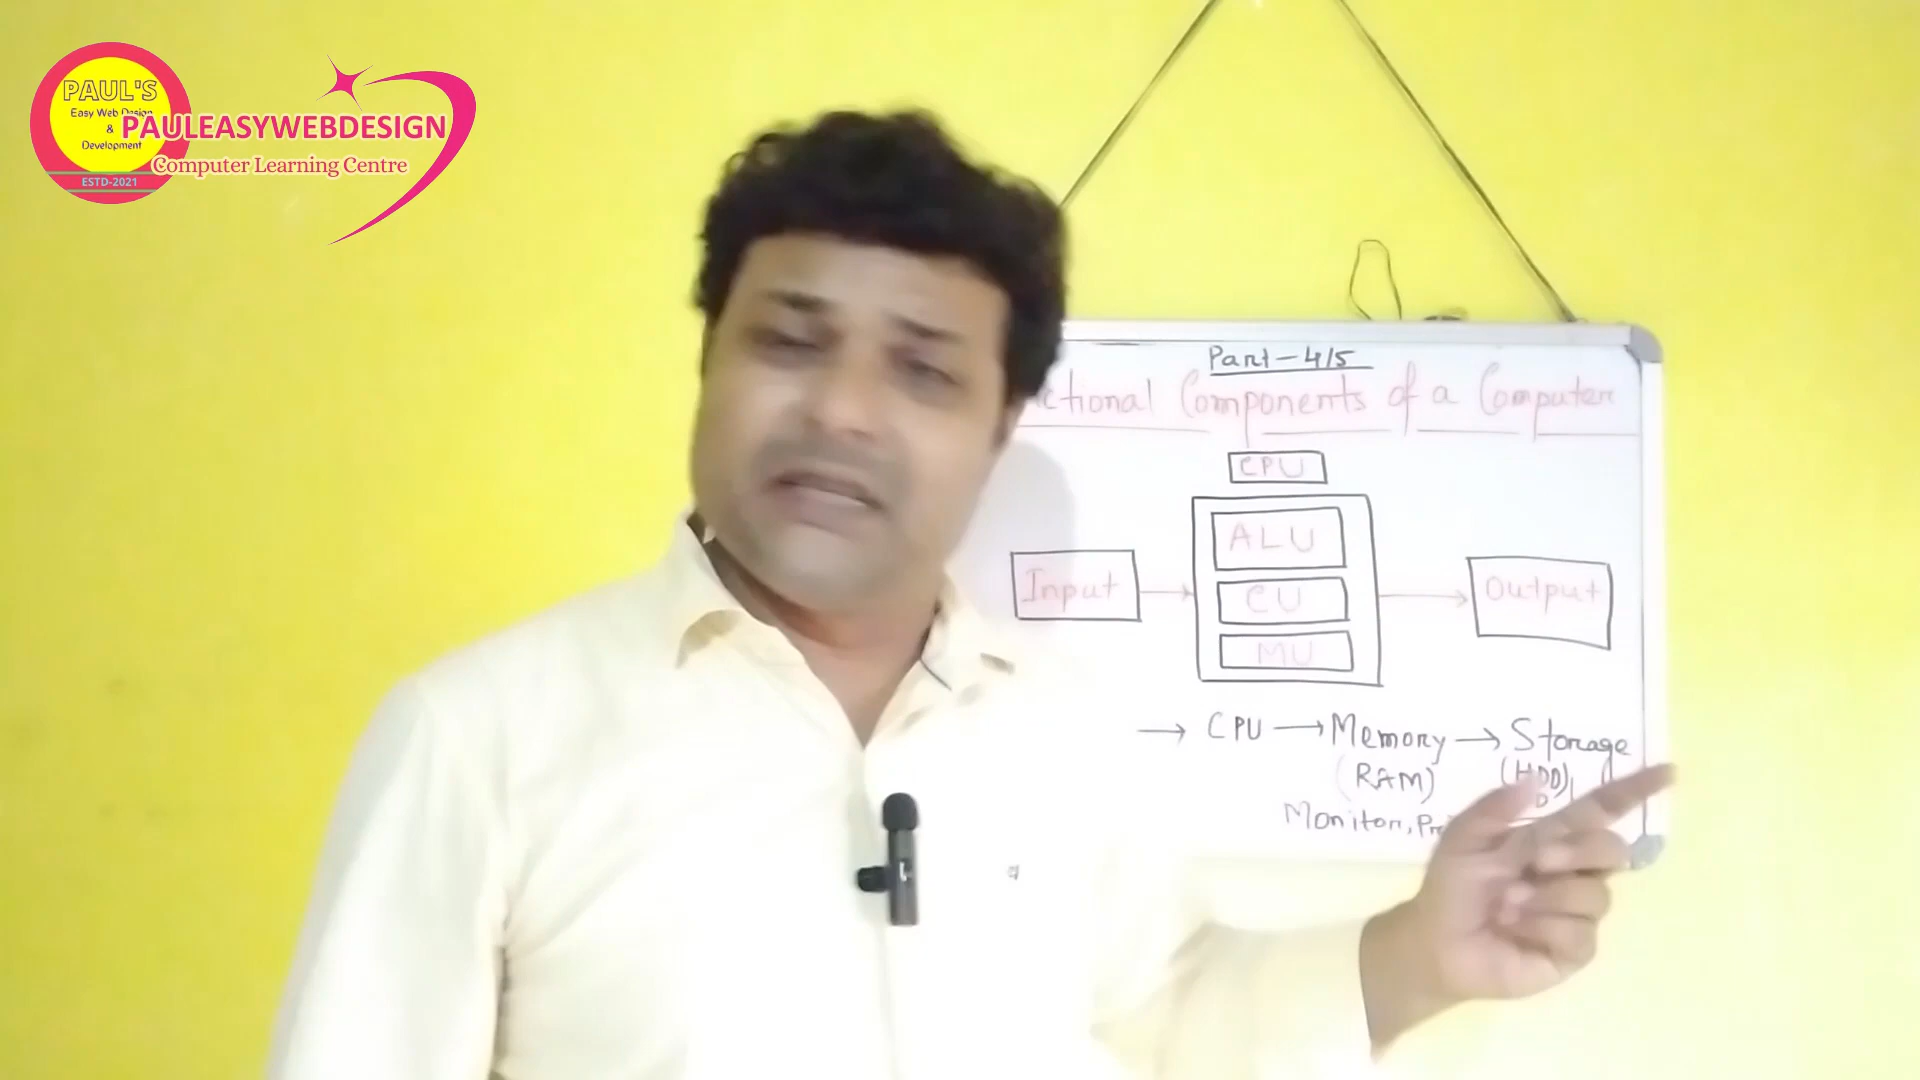 PAUL'S
Easy Web Design
&
Development
ESTD-2021
PAULEASYWEBDESIGN
Computer Learning Centre
Part-4/5
Components of a Computer
CPU
ALU
CU
MU
Input
Output
→ CPU → Memory → Storage
(RAM) (HDD)
Monitor,